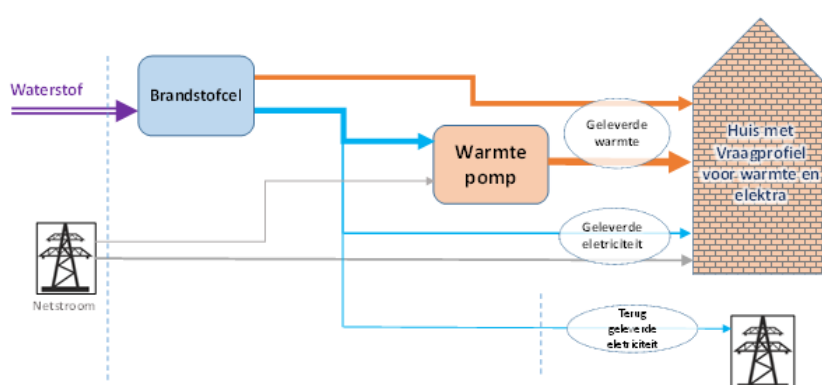 Waterstof
Brandstofcel
Geleverde
warmte
Warmte
pomp
Huis met
Vraagprofiel
voor warmte en
elektra
Geleverde
eletriciteit
Netstroom
Terug
geleverde
eletriciteit